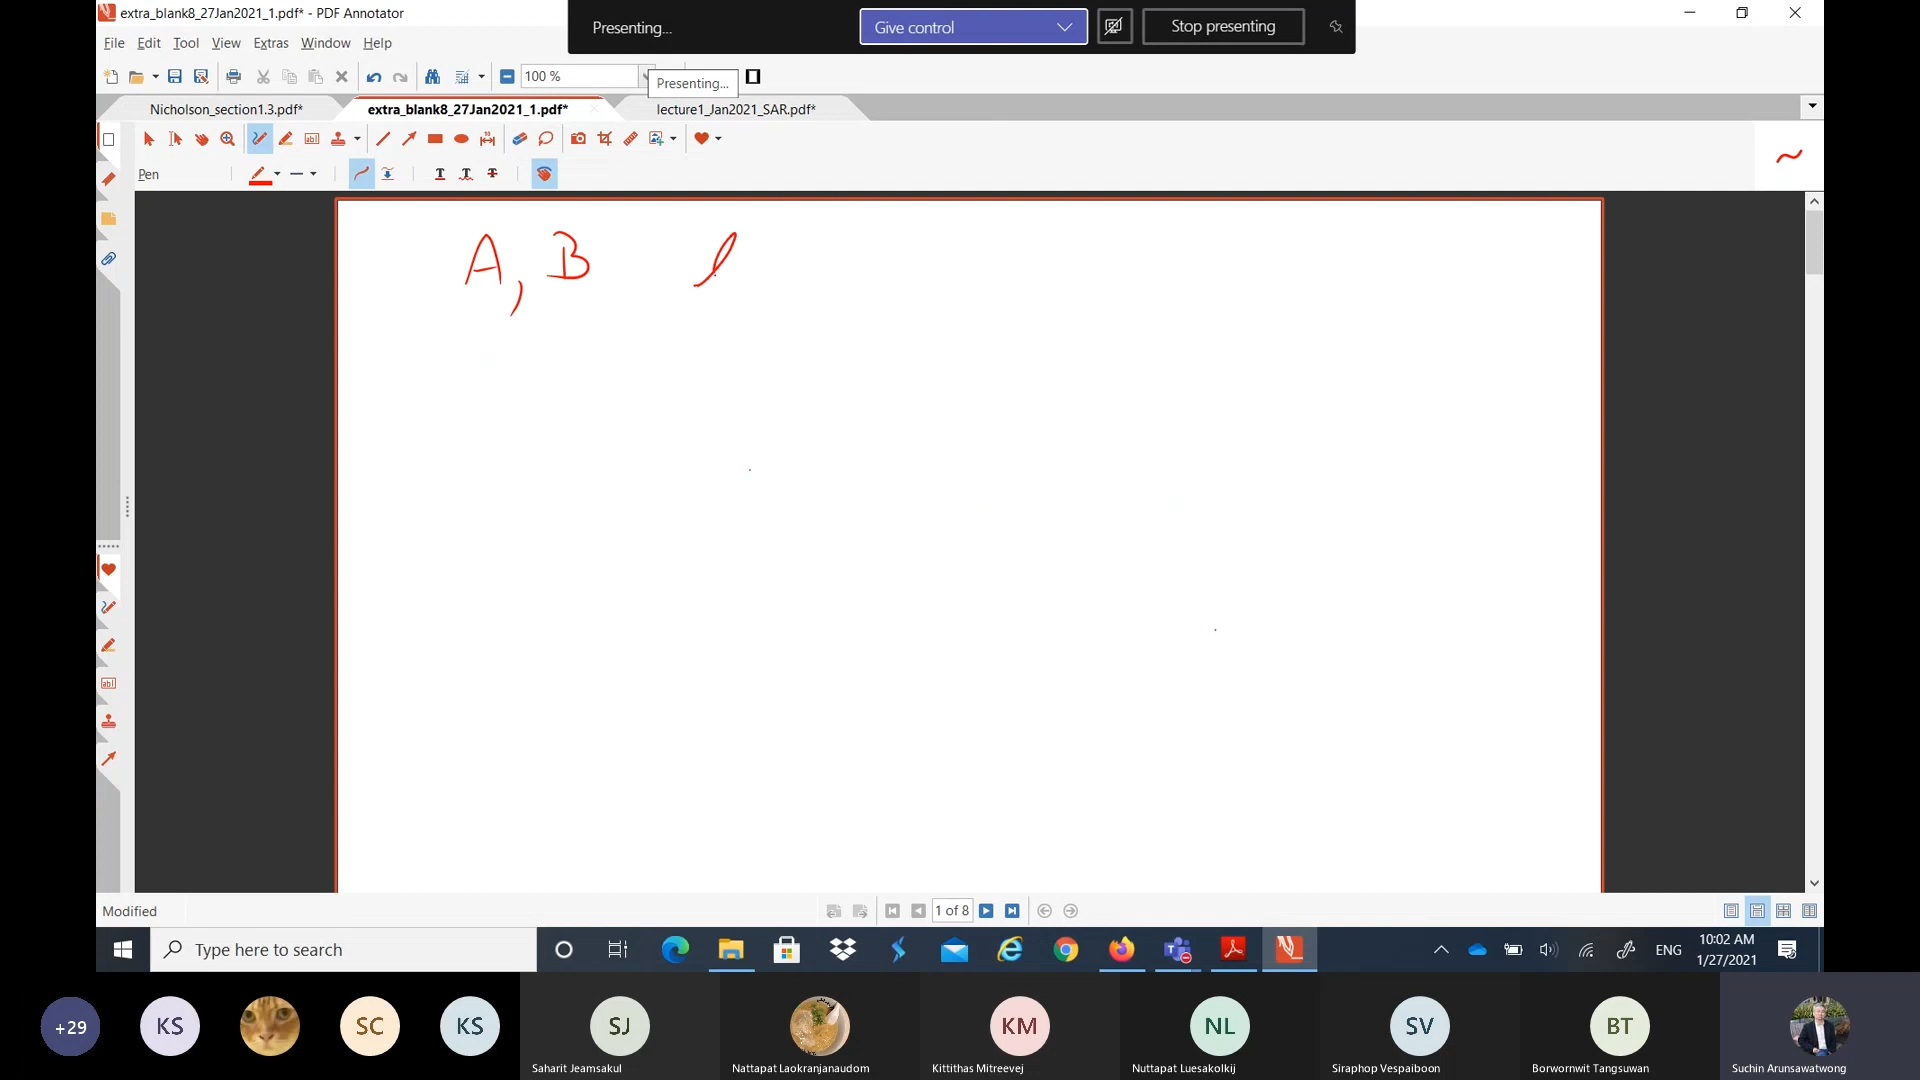 extra_blank8_27Jan2021_1.pdf* - PDF Annotator
Presenting...
Give control
Stop presenting
File Edit Tool View Extras Window Help
100 %
Presenting...
Nicholson_section1.3.pdf* extra_blank8_27Jan2021_1.pdf* lecture1_Jan2021_SAR.pdf*
Pen
A, B l
Modified
1 of 8
Type here to search
ENG
10:02 AM
1/27/2021
+29 KS SC KS SJ KM NL SV BT
Saharit Jeamsakul Nattapat Laokranjanaudom Kittithas Mitreevej Nuttapat Luesakolkij Siraphop Vespaiboon Borwornwit Tangsuwan Suchin Arunsawatwong